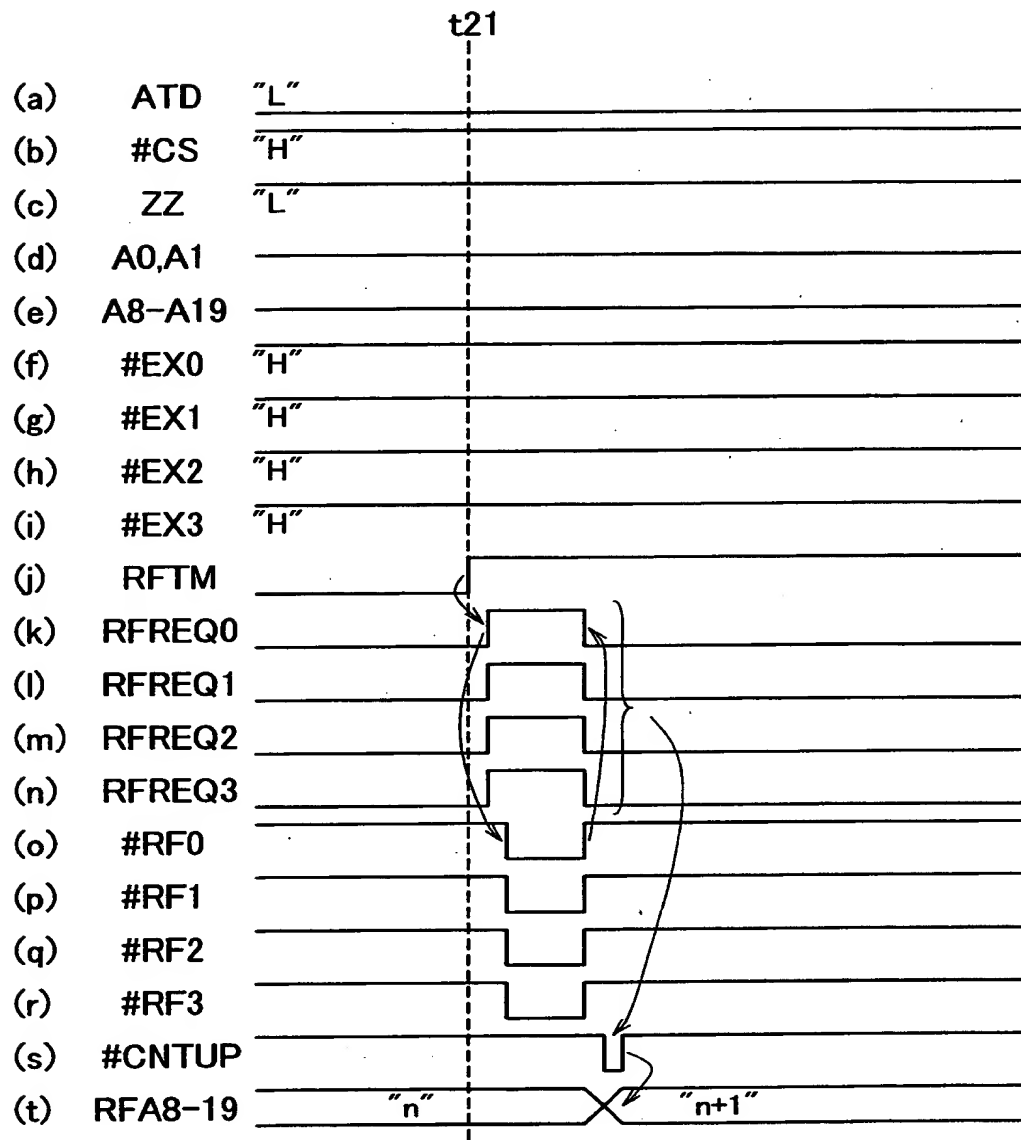 t21
(a) ATD "L"
(b) #CS "H"
(c) ZZ "L"
(d) A0,A1
(e) A8-A19
(f) #EX0 "H"
(g) #EX1 "H"
(h) #EX2 "H"
(i) #EX3 "H"
(j) RFTM
(k) RFREQ0
(l) RFREQ1
(m) RFREQ2
(n) RFREQ3
(o) #RF0
(p) #RF1
(q) #RF2
(r) #RF3
(s) #CNTUP
(t) RFA8-19 "n" "n+1"